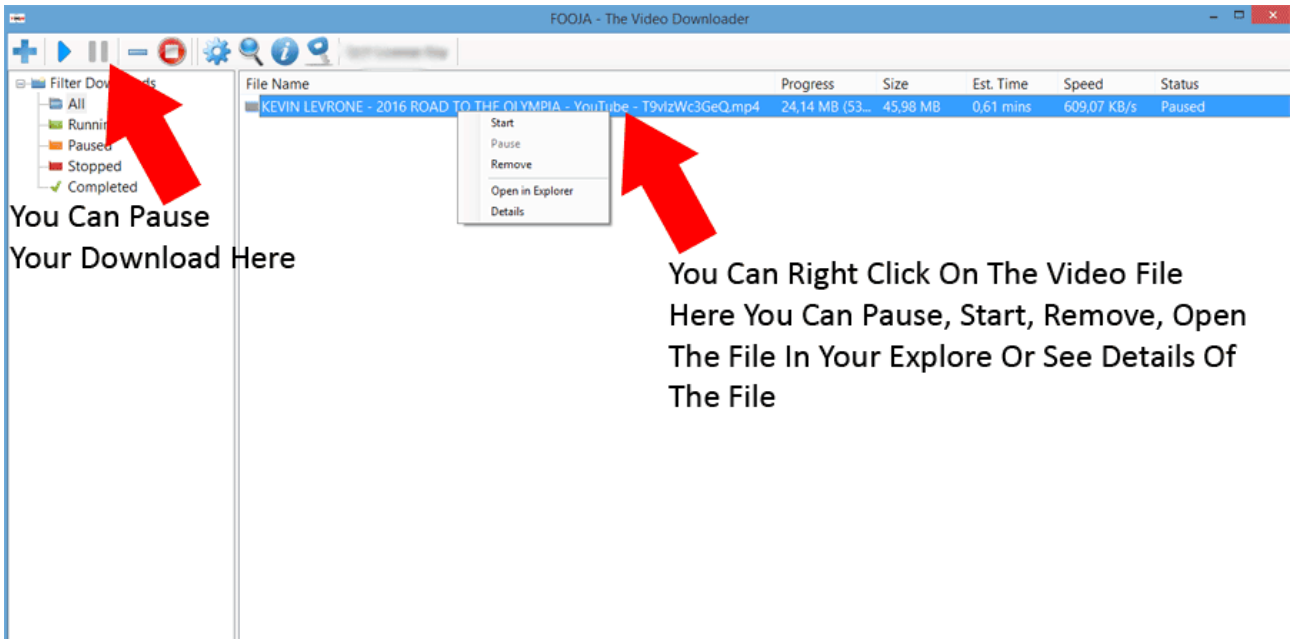 FOOJA - The Video Downloader
Filter Downloads
All
Running
Paused
Stopped
Completed
File Name Progress Size Est. Time Speed Status
KEVIN LEVRONE - 2016 ROAD TO THE OLYMPIA - YouTube - T9vIzWc3GeQ.mp4 24,14 MB (53... 45,98 MB 0,61 mins 609,07 KB/s Paused
Start
Pause
Remove
Open in Explorer
Details
You Can Pause
Your Download Here
You Can Right Click On The Video File
Here You Can Pause, Start, Remove, Open
The File In Your Explore Or See Details Of
The File